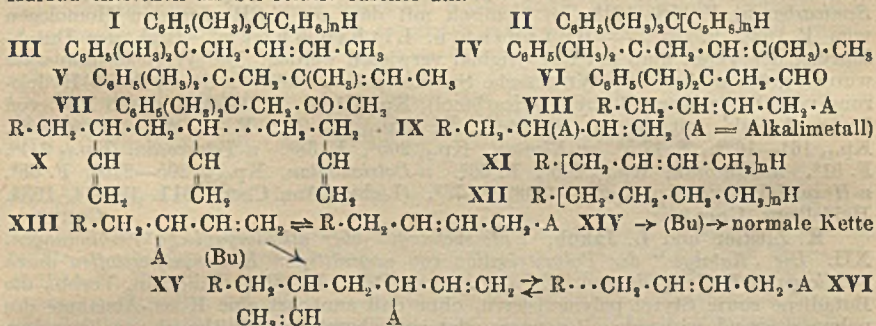 I C₆H₅(CH₃)₂C[C₄H₆]nH II C₆H₅(CH₃)₂C[C₅H₈]nH
III C₆H₅(CH₃)₂C·CH₂·CH:CH·CH₃ IV C₆H₅(CH₃)₂·C·CH₂·CH:C(CH₃)·CH₃
V C₆H₅(CH₃)₂·C·CH₂·C(CH₃):CH·CH₃ VI C₆H₅(CH₃)₂C·CH₂·CHO
VII C₆H₅(CH₃)₂C·CH₂·CO·CH₃ VIII R·CH₂·CH:CH·CH₂·A
R·CH₂·CH·CH₂·CH····CH₂·CH₂ IX R·CH₂·CH(A)·CH:CH₂ (A = Alkalimetall)
X CH CH CH XI R·[CH₂·CH:CH·CH₂]nH
CH₂ CH₂ CH₂ XII R·[CH₂·CH₂·CH₂·CH₂]nH
XIII R·CH₂·CH·CH:CH₂ ⇌ R·CH₂·CH:CH·CH₂·A XIV → (Bu) → normale Kette
A (Bu)
XV R·CH₂·CH·CH₂·CH·CH:CH₂ ⇄ R···CH₂·CH:CH·CH₂·A XVI
CH₂:CH A